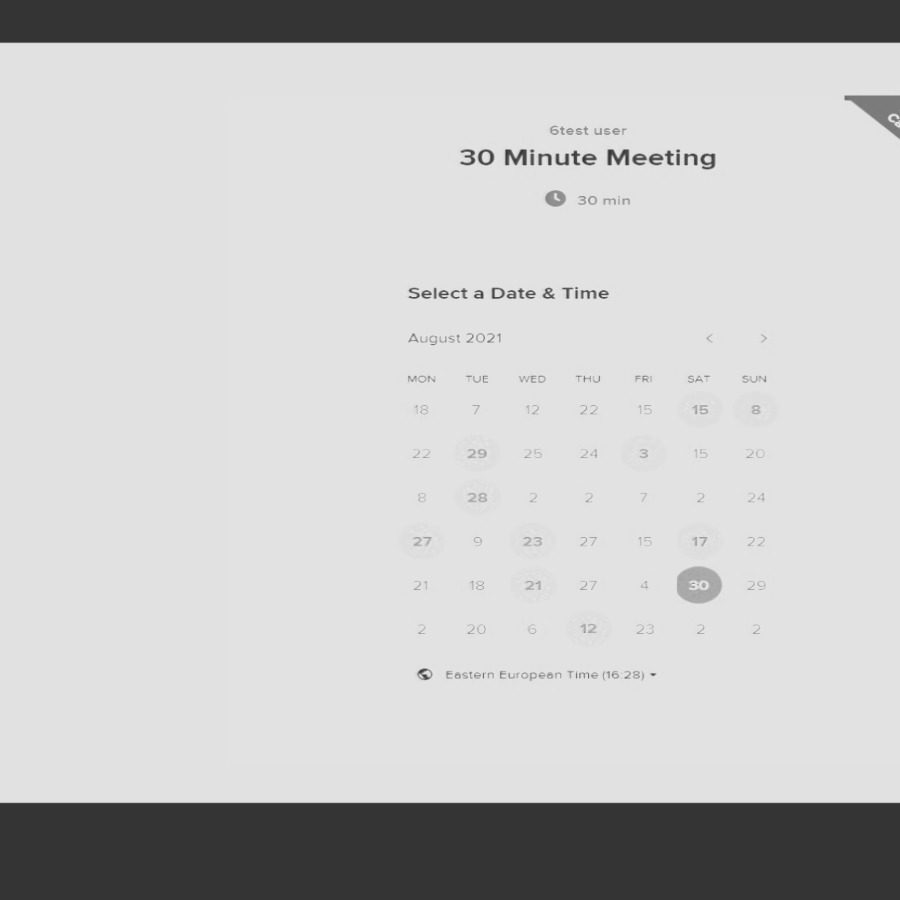 6test user
30 Minute Meeting
30 min
Select a Date & Time
August 2021 < >
MON TUE WED THU FRI SAT SUN
18 7 12 22 15 15 8
22 29 25 24 3 15 20
8 28 2 2 7 2 24
27 9 23 27 15 17 22
21 18 21 27 4 30 29
2 20 6 12 23 2 2
Eastern European Time (16:28)